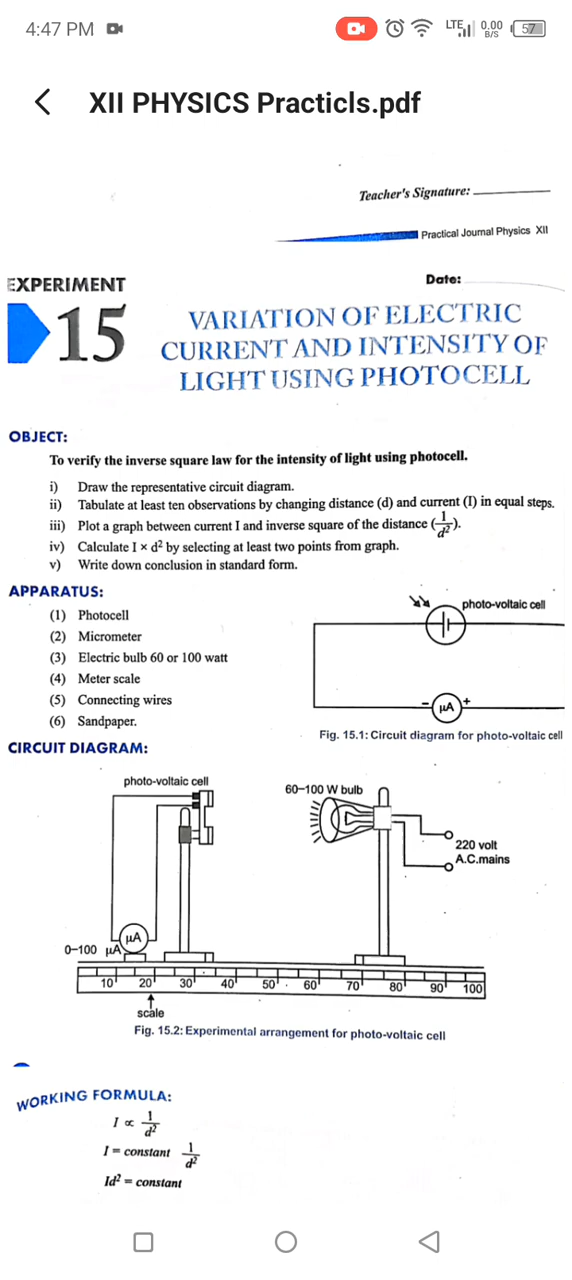 4:47 PM
LTE 0.00 B/S 57
XII PHYSICS Practicls.pdf
Teacher's Signature:
Practical Journal Physics XII
EXPERIMENT
Date:
15
VARIATION OF ELECTRIC
CURRENT AND INTENSITY OF
LIGHT USING PHOTOCELL
OBJECT:
To verify the inverse square law for the intensity of light using photocell.
i) Draw the representative circuit diagram.
ii) Tabulate at least ten observations by changing distance (d) and current (I) in equal steps.
iii) Plot a graph between current I and inverse square of the distance (1/d²).
iv) Calculate I × d² by selecting at least two points from graph.
v) Write down conclusion in standard form.
APPARATUS:
(1) Photocell
(2) Micrometer
(3) Electric bulb 60 or 100 watt
(4) Meter scale
(5) Connecting wires
(6) Sandpaper.
photo-voltaic cell
− μA +
Fig. 15.1: Circuit diagram for photo-voltaic cell
CIRCUIT DIAGRAM:
photo-voltaic cell
60–100 W bulb
220 volt
A.C.mains
μA
0–100 μA
10 20 30 40 50 60 70 80 90 100
scale
Fig. 15.2: Experimental arrangement for photo-voltaic cell
WORKING FORMULA:
I ∝ 1/d²
I = constant 1/d²
Id² = constant